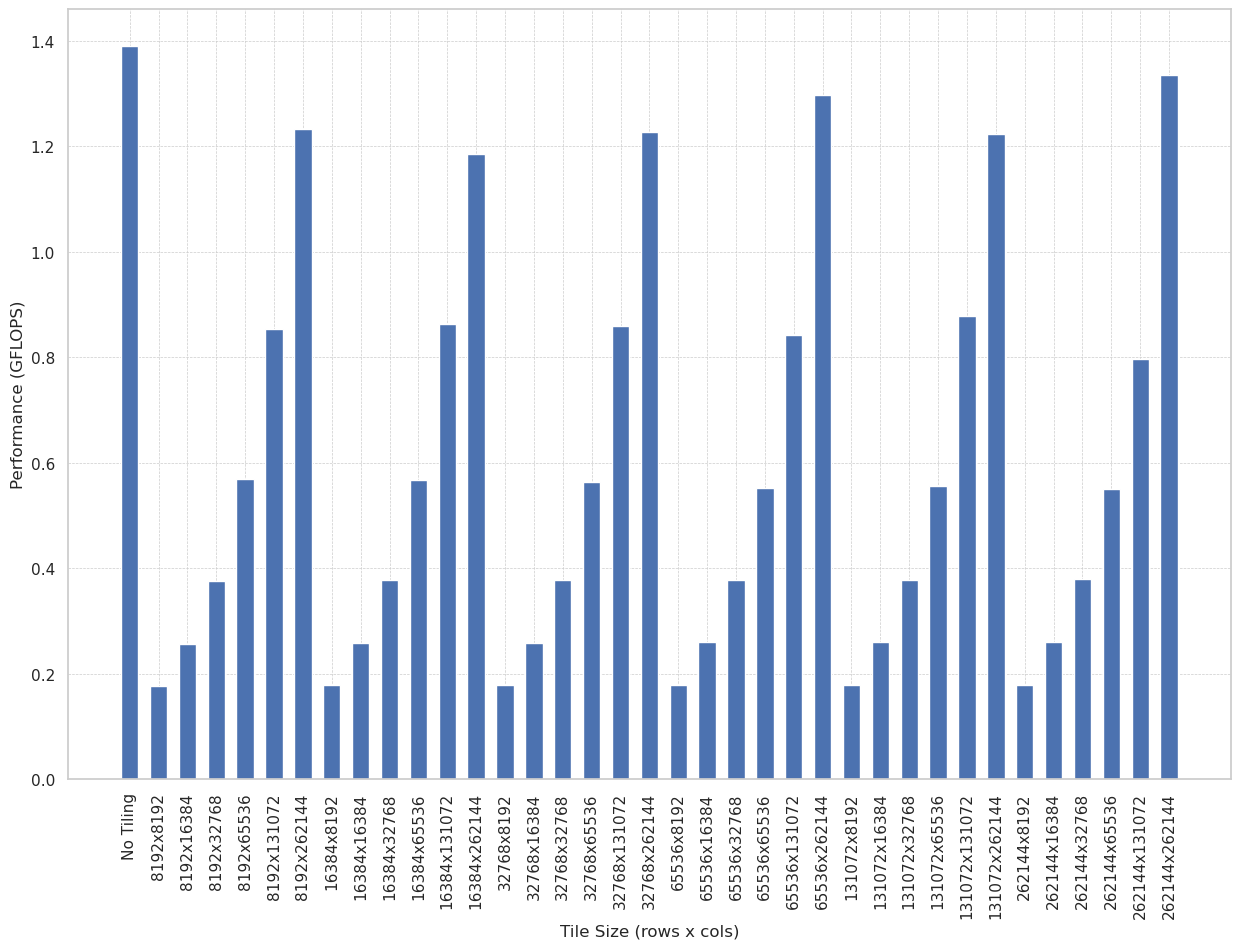 1.4
1.2
1.0
0.8
0.6
0.4
0.2
0.0
Performance (GFLOPS)
No Tiling
8192x8192
8192x16384
8192x32768
8192x65536
8192x131072
8192x262144
16384x8192
16384x16384
16384x32768
16384x65536
16384x131072
16384x262144
32768x8192
32768x16384
32768x32768
32768x65536
32768x131072
32768x262144
65536x8192
65536x16384
65536x32768
65536x65536
65536x131072
65536x262144
131072x8192
131072x16384
131072x32768
131072x65536
131072x131072
131072x262144
262144x8192
262144x16384
262144x32768
262144x65536
262144x131072
262144x262144
Tile Size (rows x cols)